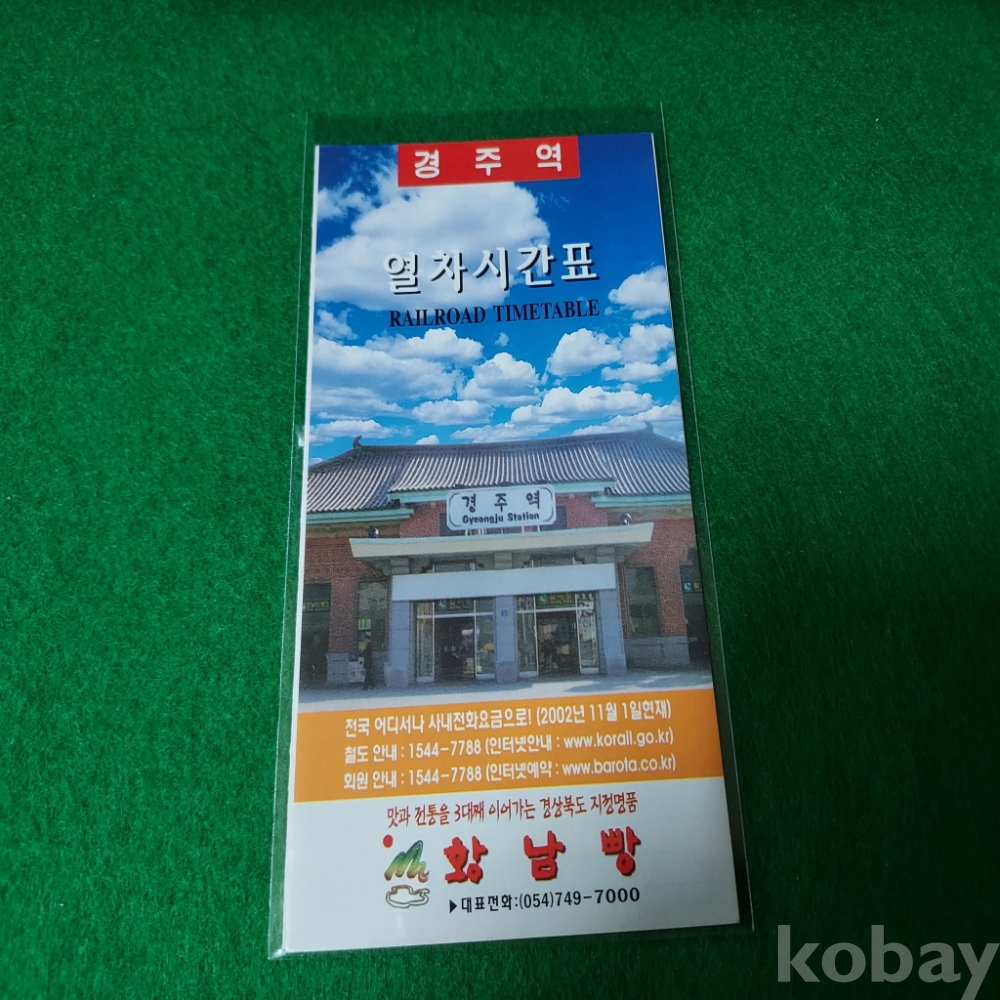 경주역
열차시간표
RAILROAD TIMETABLE
경주역
Gyeongju Station
전국 어디서나 사내전화요금으로! (2002년 11월 1일현재)
철도 안내 : 1544-7788 (인터넷안내 : www.korail.go.kr)
회원 안내 : 1544-7788 (인터넷예약 : www.barota.co.kr)
맛과 전통을 3대째 이어가는 경상북도 지정명품
황남빵
▶대표전화:(054)749-7000
kobay